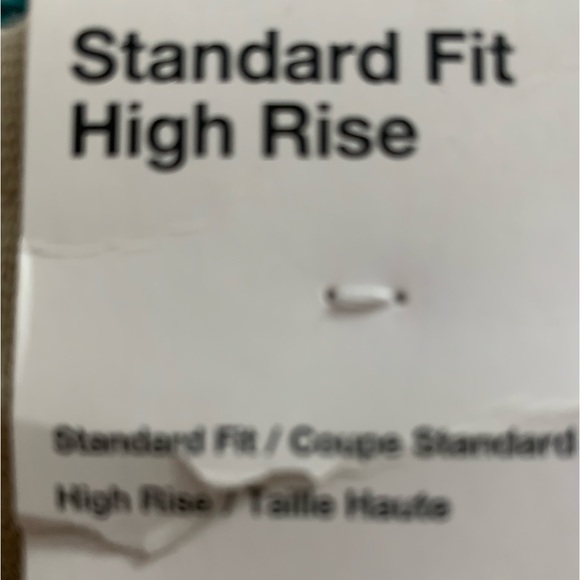 Standard Fit
High Rise
Standard Fit / Coupe Standard
High Rise / Taille Haute